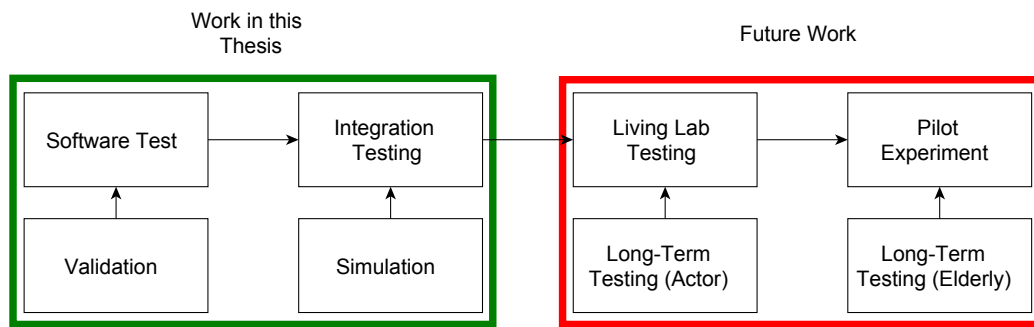 Work in this
Thesis
Future Work
Software Test
Integration
Testing
Living Lab
Testing
Pilot
Experiment
Validation
Simulation
Long-Term
Testing (Actor)
Long-Term
Testing (Elderly)